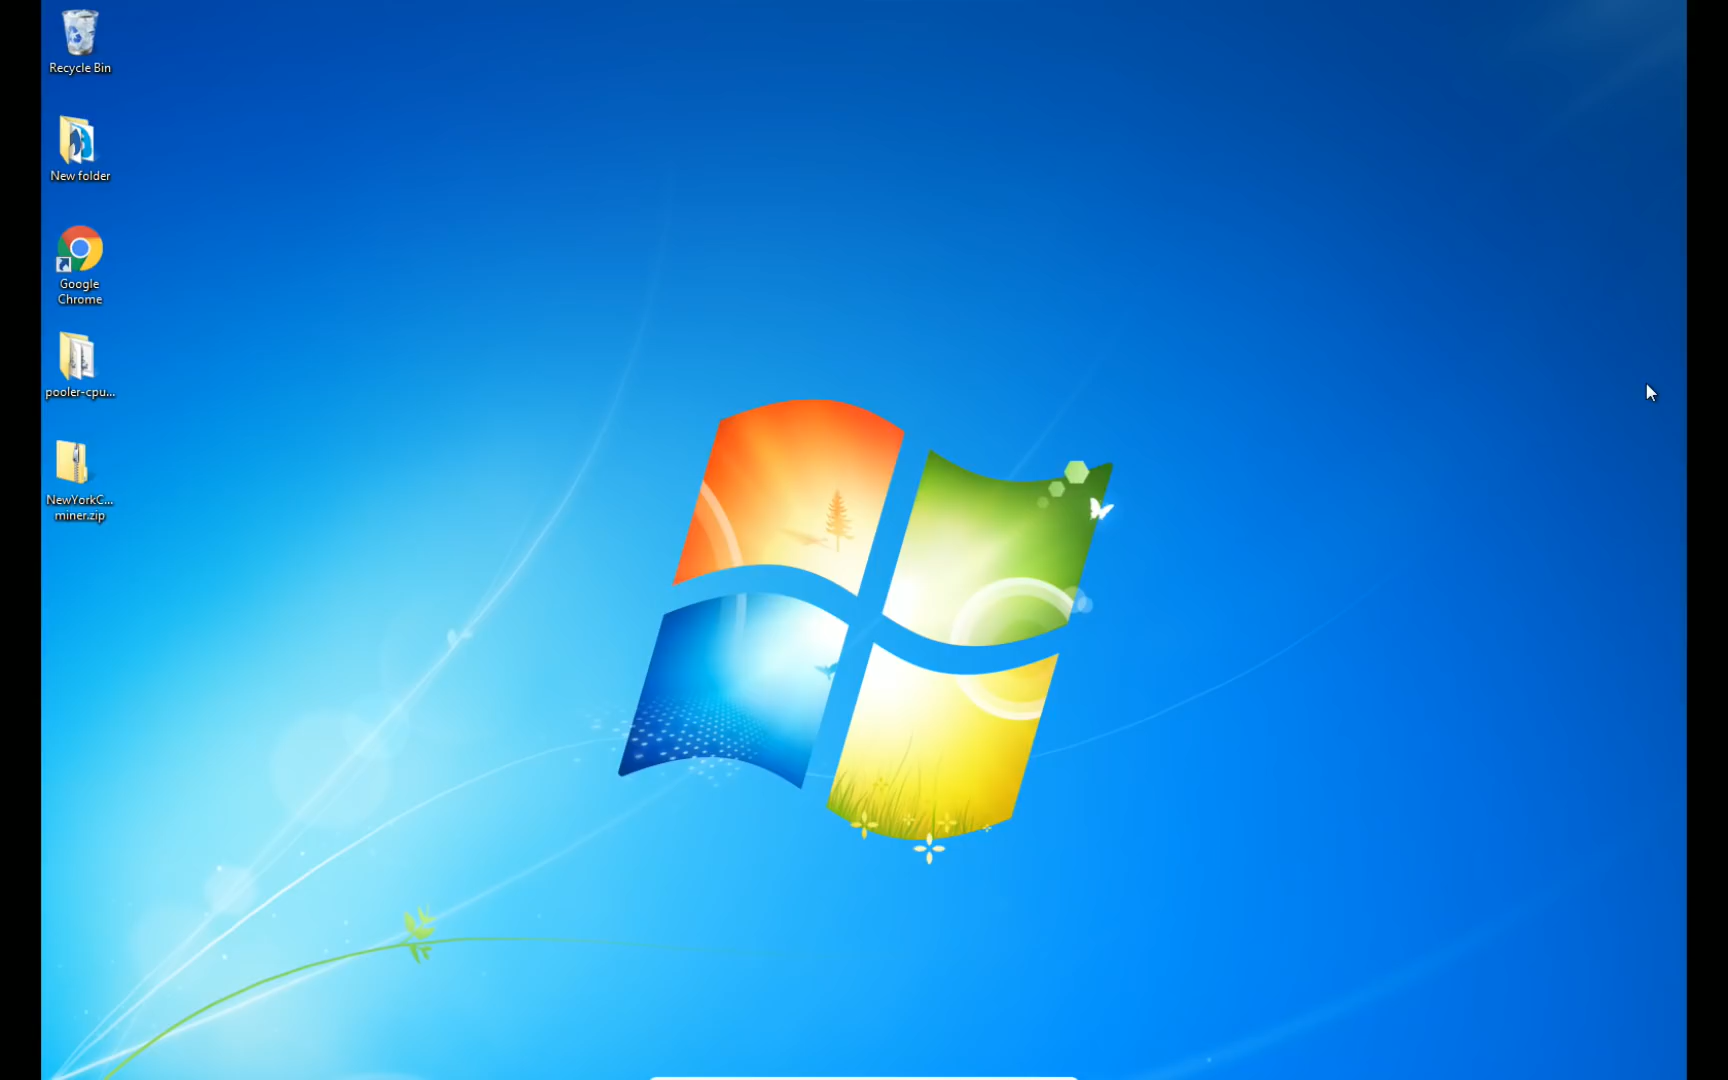 Recycle Bin
New folder
Google
Chrome
pooler-cpu...
NewYorkC...
miner.zip